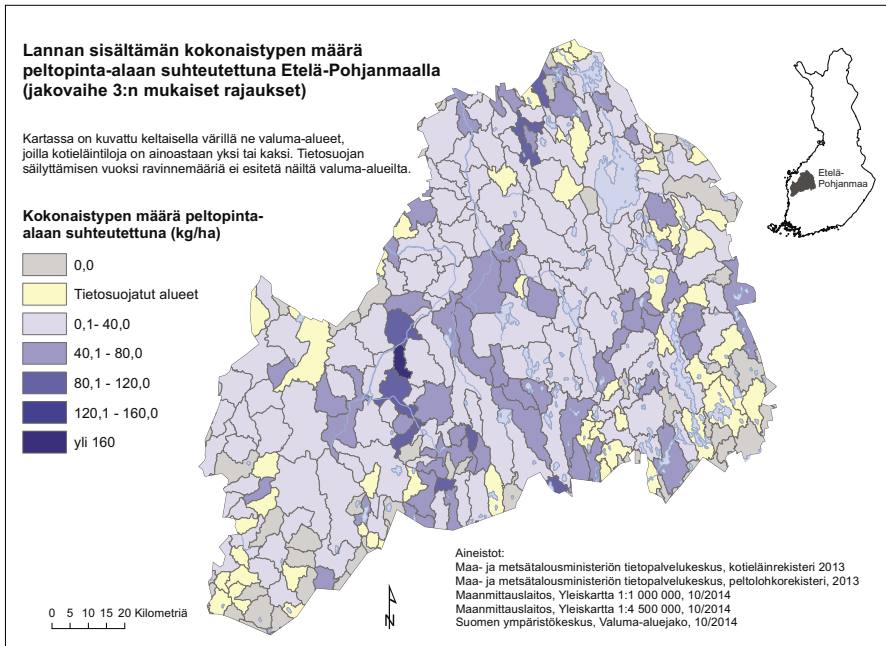 Lannan sisältämän kokonaistypen määrä
peltopinta-alaan suhteutettuna Etelä-Pohjanmaalla
(jakovaihe 3:n mukaiset rajaukset)
Kartassa on kuvattu keltaisella värillä ne valuma-alueet,
joilla kotieläintiloja on ainoastaan yksi tai kaksi. Tietosuojan
säilyttämisen vuoksi ravinnemääriä ei esitetä näiltä valuma-alueilta.
Kokonaistypen määrä peltopinta-
alaan suhteutettuna (kg/ha)
0,0
Tietosuojatut alueet
0,1- 40,0
40,1 - 80,0
80,1 - 120,0
120,1 - 160,0
yli 160
Etelä-
Pohjanmaa
0 5 10 15 20 Kilometriä
N
Aineistot:
Maa- ja metsätalousministeriön tietopalvelukeskus, kotieläinrekisteri 2013
Maa- ja metsätalousministeriön tietopalvelukeskus, peltolohkorekisteri, 2013
Maanmittauslaitos, Yleiskartta 1:1 000 000, 10/2014
Maanmittauslaitos, Yleiskartta 1:4 500 000, 10/2014
Suomen ympäristökeskus, Valuma-aluejako, 10/2014